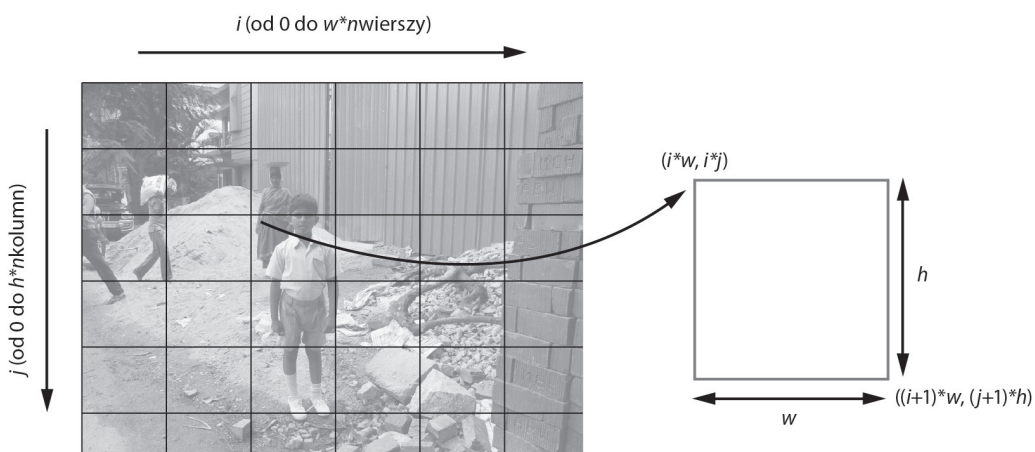 i (od 0 do w*nwierszy)
j (od 0 do h*nkolumn)
(i*w, i*j)
h
((i+1)*w, (j+1)*h)
w